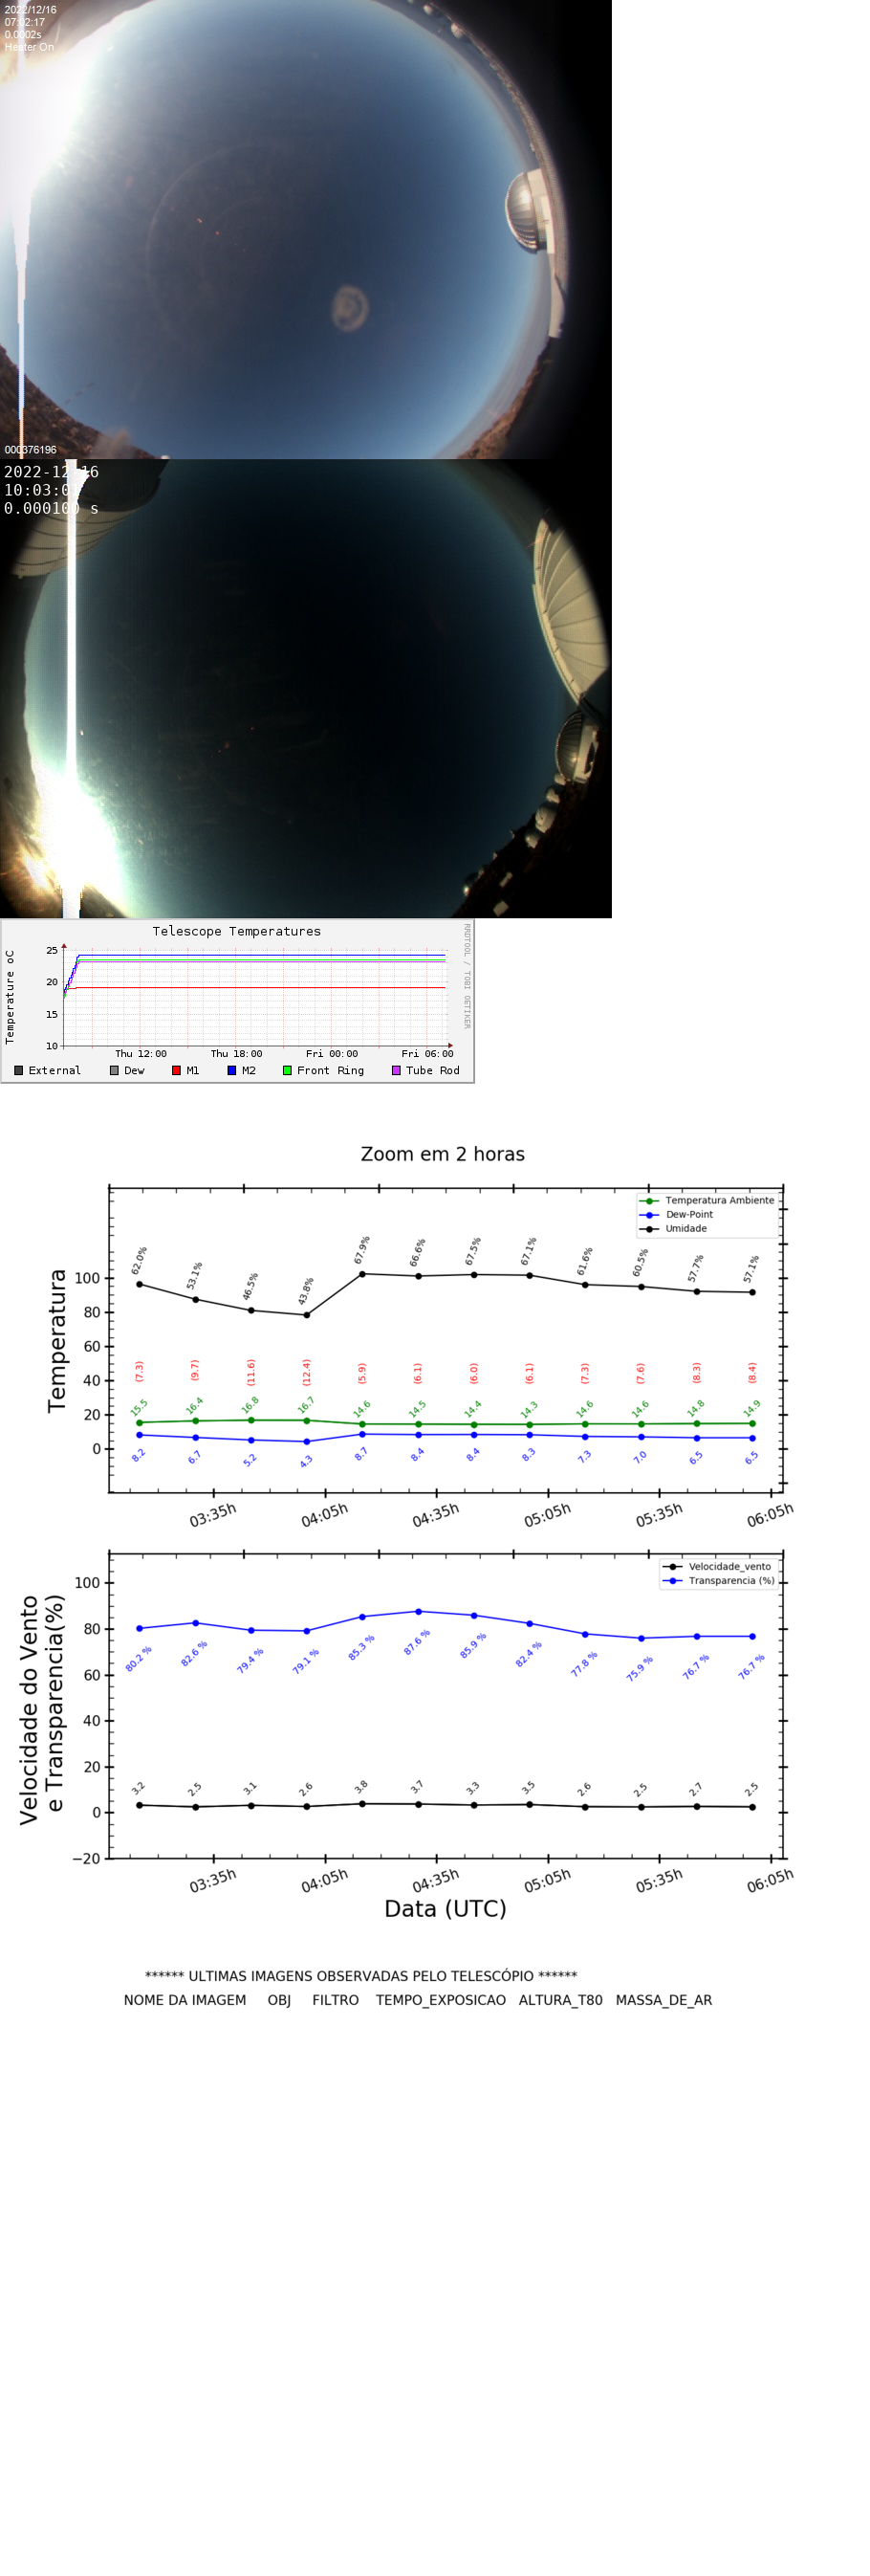 2022/12/16
07:02:17
0.0002s
Heater On
000376196
2022-12-16
10:03:0
0.000100 s
Telescope Temperatures
RRDTOOL / TOBI OETIKER
Temperature oC
25
20
15
10
Thu 12:00 Thu 18:00 Fri 00:00 Fri 06:00
External Dew M1 M2 Front Ring Tube Rod
Zoom em 2 horas
Temperatura Ambiente
Dew-Point
Umidade
Temperatura
100
80
60
40
20
0
62.0% 53.1% 46.5% 43.8% 67.9% 66.6% 67.5% 67.1% 61.6% 60.5% 57.7% 57.1%
(7.3) (9.7) (11.6) (12.4) (5.9) (6.1) (6.0) (6.1) (7.3) (7.6) (8.3) (8.4)
15.5 16.4 16.8 16.7 14.6 14.5 14.4 14.3 14.6 14.6 14.8 14.9
8.2 6.7 5.2 4.3 8.7 8.4 8.4 8.3 7.3 7.0 6.5 6.5
03:35h 04:05h 04:35h 05:05h 05:35h 06:05h
Velocidade_vento
Transparencia (%)
Velocidade do Vento
e Transparencia(%)
100
80
60
40
20
0
−20
80.2 % 82.6 % 79.4 % 79.1 % 85.3 % 87.6 % 85.9 % 82.4 % 77.8 % 75.9 % 76.7 % 76.7 %
3.2 2.5 3.1 2.6 3.8 3.7 3.3 3.5 2.6 2.5 2.7 2.5
03:35h 04:05h 04:35h 05:05h 05:35h 06:05h
Data (UTC)
****** ULTIMAS IMAGENS OBSERVADAS PELO TELESCÓPIO ******
NOME DA IMAGEM OBJ FILTRO TEMPO_EXPOSICAO ALTURA_T80 MASSA_DE_AR